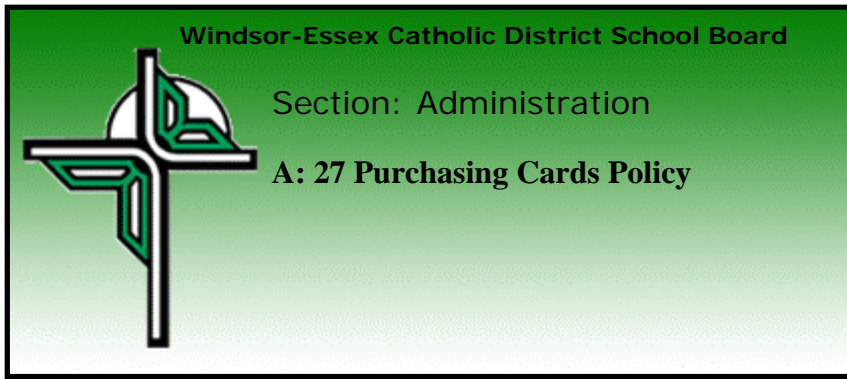 Windsor-Essex Catholic District School Board
Section: Administration
A: 27 Purchasing Cards Policy